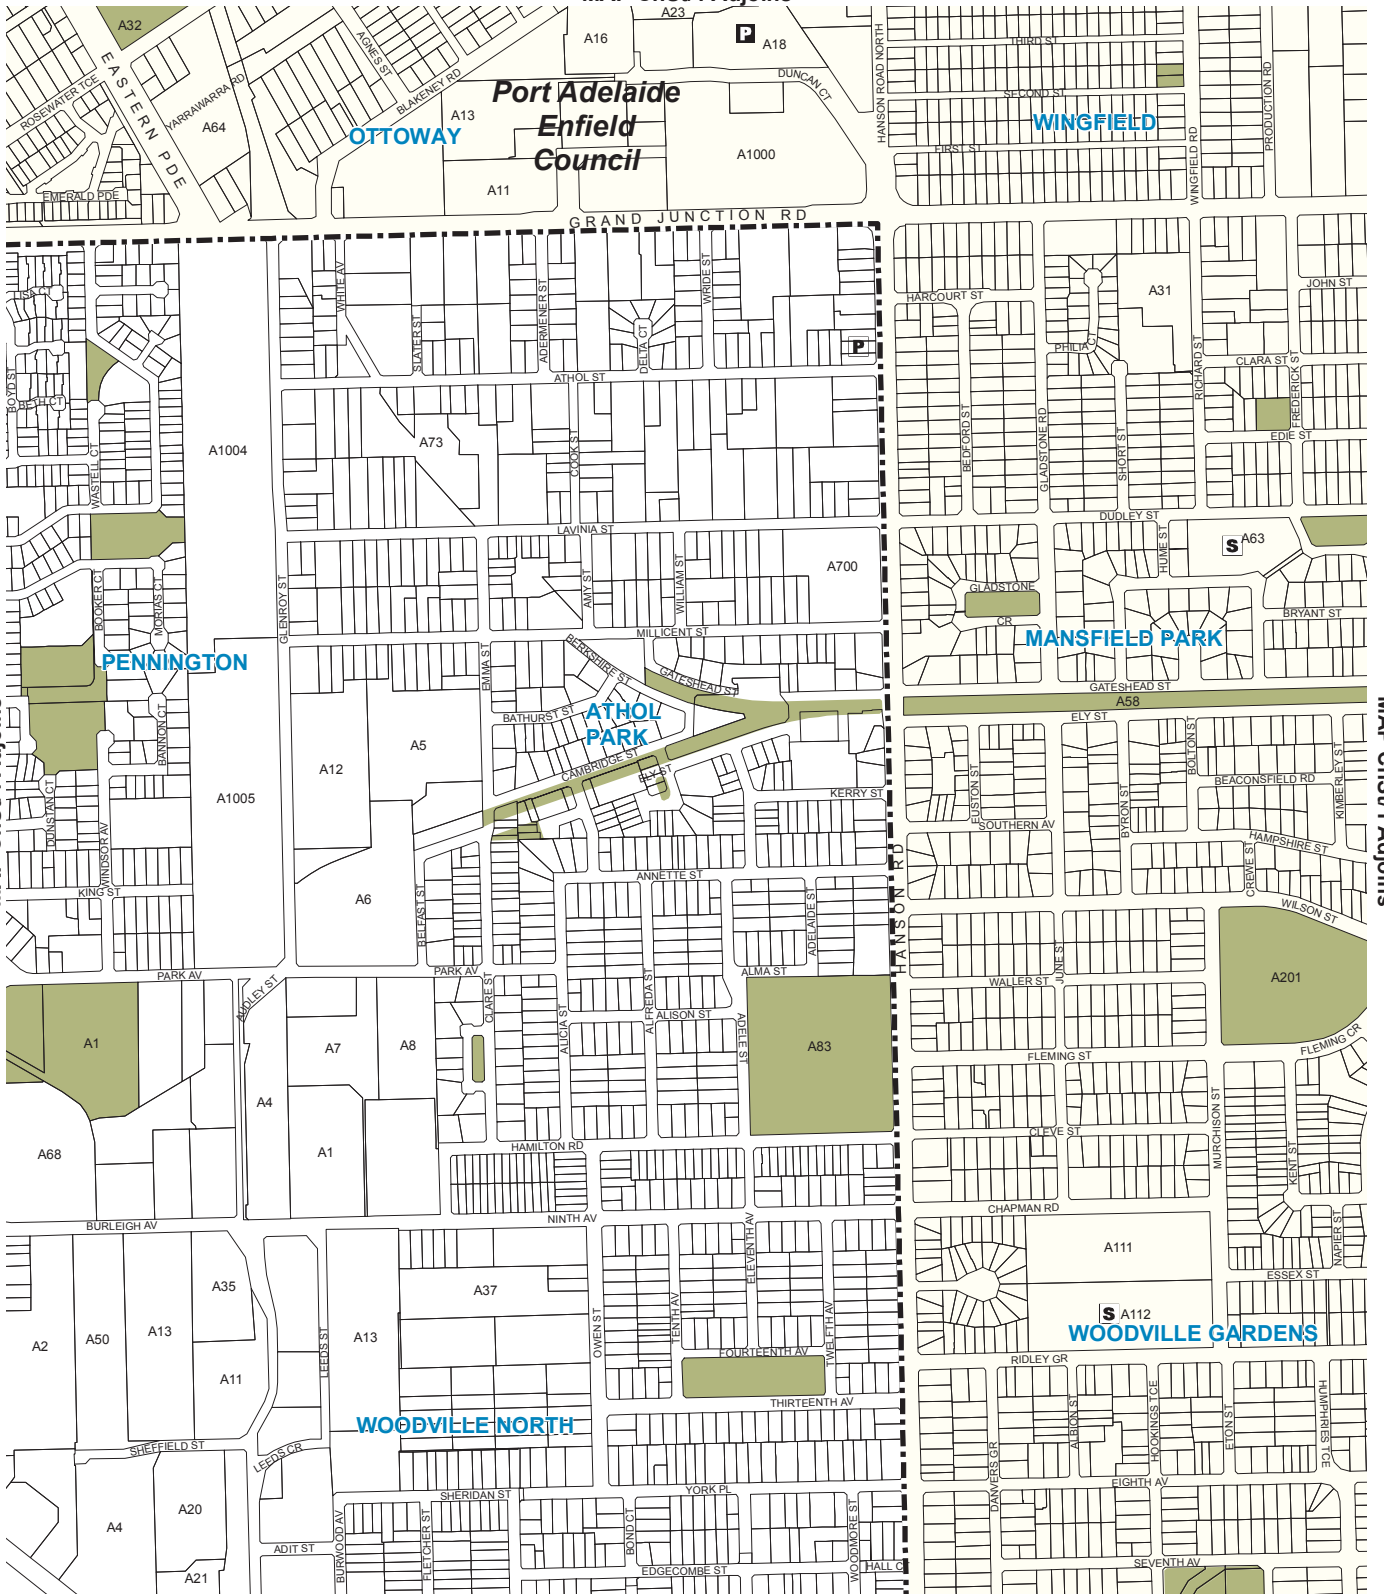 A32
A23
A16
P
A18
THIRD ST
HANSON ROAD NORTH
PRODUCTION RD
EASTERN PDE
AGNES ST
BLAKENEY RD
DUNCAN CT
ROSEWATER TCE
YARRAWARRA RD
A64
A13
Port Adelaide
Enfield
Council
SECOND ST
OTTOWAY
WINGFIELD
FIRST ST
WINGFIELD RD
A1000
A11
EMERALD PDE
GRAND JUNCTION RD
LISA CT
WHITE AV
SLATER ST
ADERMENER ST
DELTA CT
WRIDE ST
P
HARCOURT ST
A31
JOHN ST
PHILIA CT
CLARA ST
RICHARD ST
FREDERICK ST
ATHOL ST
BOYD ST
BETH CT
A1004
A73
COOK ST
WASTELL CT
BEDFORD ST
GLADSTONE RD
SHORT ST
EDIE ST
LAVINIA ST
DUDLEY ST
HUME ST
S
A63
A700
GLENROY ST
AMY ST
WILLIAM ST
BOOKER CT
MORIAS CT
GLADSTONE
CR
BRYANT ST
MILLICENT ST
MANSFIELD PARK
PENNINGTON
EMMA ST
BERKSHIRE ST
GATESHEAD ST
GATESHEAD ST
A58
BATHURST ST
ATHOL
PARK
ELY ST
BANNON CT
A5
A12
CAMBRIDGE ST
ELY ST
KERRY ST
BOLTON ST
BEACONSFIELD RD
KIMBERLEY ST
EUSTON ST
BYRON ST
A1005
DUNSTAN CT
WINDSOR AV
SOUTHERN AV
HAMPSHIRE ST
CREWE ST
KING ST
A6
BELFAST ST
ANNETTE ST
HANSON RD
WILSON ST
ADELAIDE ST
PARK AV
PARK AV
ALMA ST
JUNE ST
WALLER ST
A201
AUDLEY ST
CLARE ST
ALICIA ST
ALFREDA ST
ALISON ST
ADELE ST
A1
A7
A8
A83
FLEMING ST
FLEMING CR
A4
MURCHISON ST
A68
A1
HAMILTON RD
CLEVE ST
KENT ST
BURLEIGH AV
NINTH AV
CHAPMAN RD
NAPIER ST
A111
ELEVENTH AV
ESSEX ST
A35
A37
S
A112
WOODVILLE GARDENS
A2
A50
A13
A13
LEEDS ST
OWEN ST
TENTH AV
TWELFTH AV
FOURTEENTH AV
RIDLEY GR
A11
THIRTEENTH AV
WOODVILLE NORTH
SHEFFIELD ST
LEEDS CR
DANVERS GR
ALBION ST
HOOKINGS TCE
ETON ST
HUMPHRIES TCE
EIGHTH AV
SHERIDAN ST
YORK PL
A20
A4
ADIT ST
BURWOOD AV
FLETCHER ST
BOND CT
WOODMORE ST
HALL CT
SEVENTH AV
A21
EDGECOMBE ST